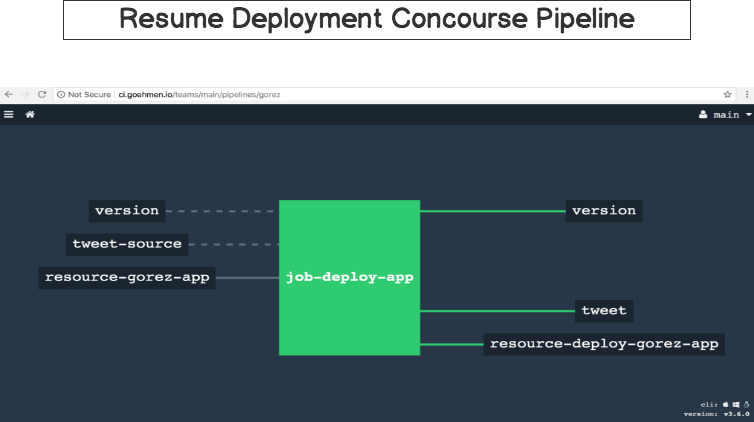 Resume Deployment Concourse Pipeline
Not Secure ci.goehmen.io/teams/main/pipelines/gorez
main
version
version
tweet-source
job-deploy-app
resource-gorez-app
tweet
resource-deploy-gorez-app
cli:
version: v3.6.0